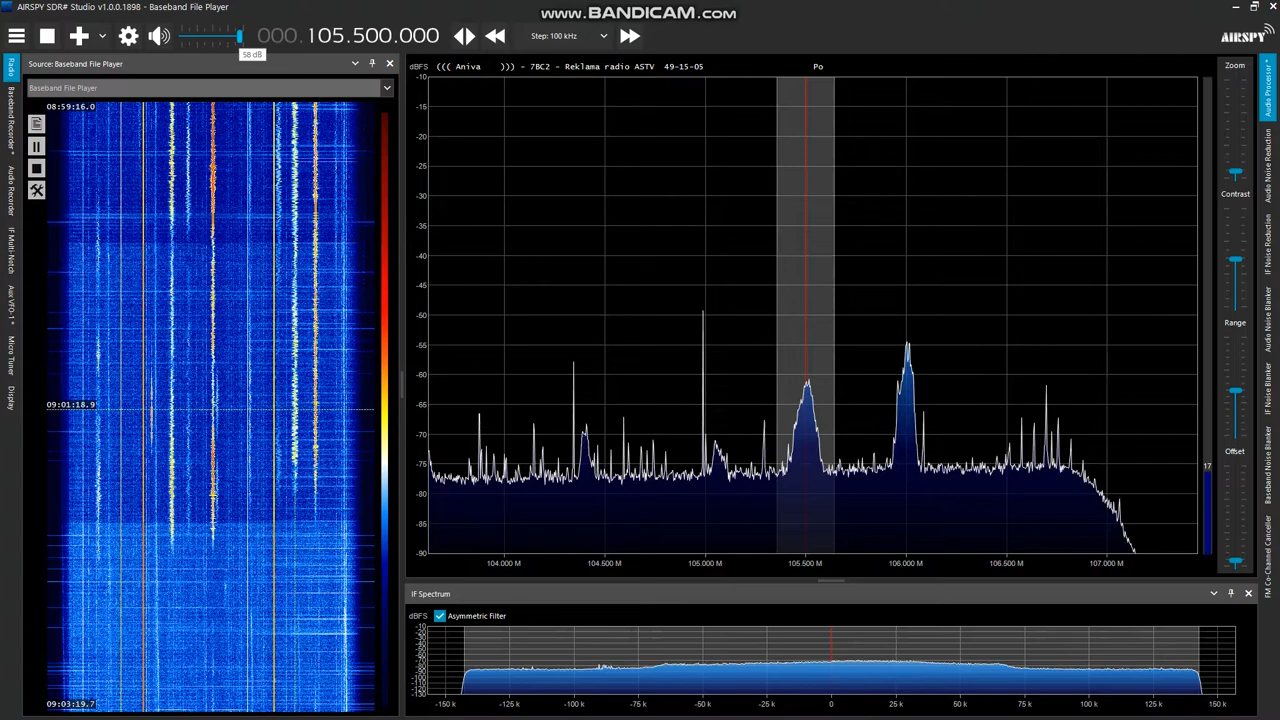 AIRSPY SDR# Studio v1.0.0.1898 - Baseband File Player
www.BANDICAM.com
000.105.500.000
Step: 100 kHz
AIRSPY
58 dB
Source: Baseband File Player
Baseband File Player
08:59:16.0
09:01:18.9
09:03:19.7
Radio
Baseband Recorder *
Audio Recorder
IF Multi-Notch
Aux VFO-1 *
Micro Tuner
Display
dBFS
((( Aniva ))) - 7BC2 - Reklama radio ASTV 49-15-05
Po
-10
-15
-20
-25
-30
-35
-40
-45
-50
-55
-60
-65
-70
-75
-80
-85
-90
104.000 M
104.500 M
105.000 M
105.500 M
106.000 M
106.500 M
107.000 M
17
Zoom
Contrast
Range
Offset
Audio Processor *
Audio Noise Reduction
IF Noise Reduction
Audio Noise Blanker
IF Noise Blanker
Baseband Noise Blanker
FM Co-channel Canceller
IF Spectrum
dBFS
Asymmetric Filter
-150 k
-125 k
-100 k
-75 k
-50 k
-25 k
0
25 k
50 k
75 k
100 k
125 k
150 k